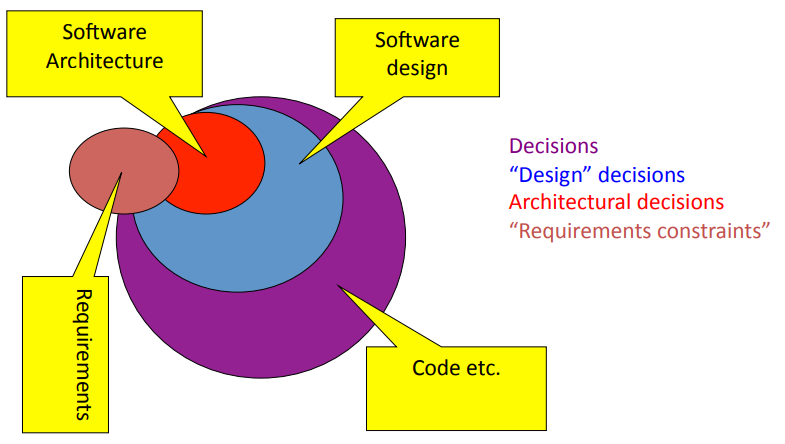 Software
Architecture
Software
design
Decisions
“Design” decisions
Architectural decisions
“Requirements constraints”
Requirements
Code etc.